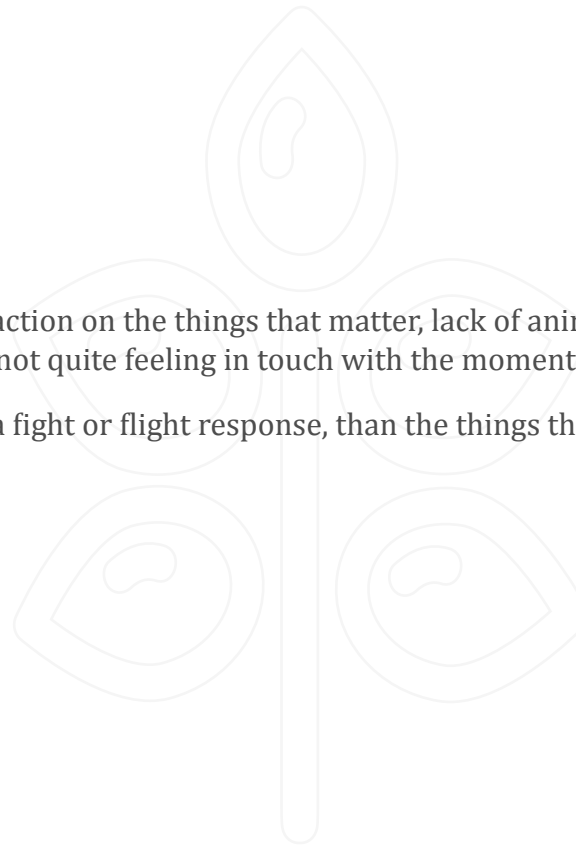 on the things that matter, lack of
not quite feeling in touch with the moment
fight or flight response, than the things